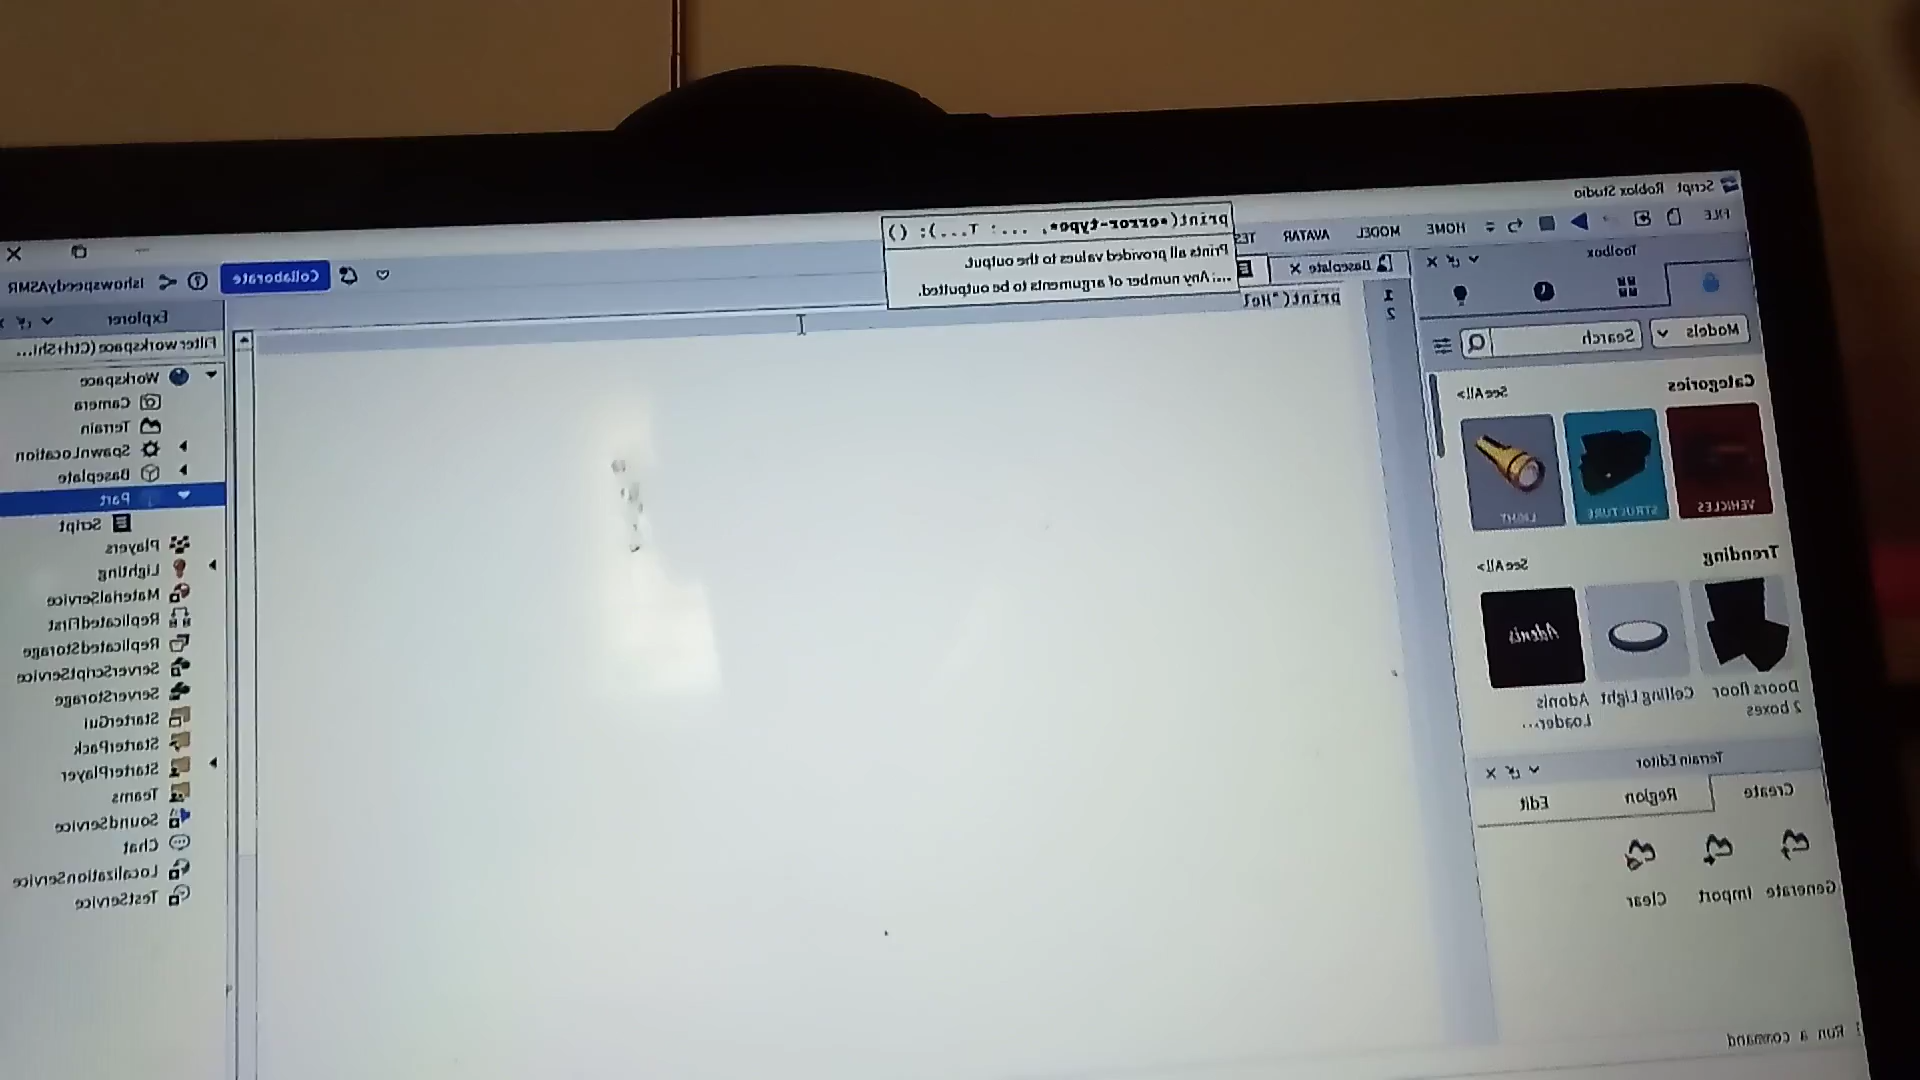 Script Roblox Studio
FILE
HOME MODEL AVATAR TES
print(*error-type*, ...: T...): ()
Prints all provided values to the output.
...: Any number of arguments to be outputted.
Collaborate
IshowspeedyASMR
Toolbox
Baseplate
1 print("Hel
2
Models
Search
Categories
See All>
VEHICLES
STRUCTURE
LIGHT
Trending
See All>
Adonis
Doors floor 2 boxes
Ceiling Light
Adonis Loader...
Terrain Editor
Create Region Edit
Generate Import Clear
Run a command
Explorer
Filter workspace (Ctrl+Shi...
Workspace
Camera
Terrain
SpawnLocation
Baseplate
Part
Script
Players
Lighting
MaterialService
ReplicatedFirst
ReplicatedStorage
ServerScriptService
ServerStorage
StarterGui
StarterPack
StarterPlayer
Teams
SoundService
Chat
LocalizationService
TestService